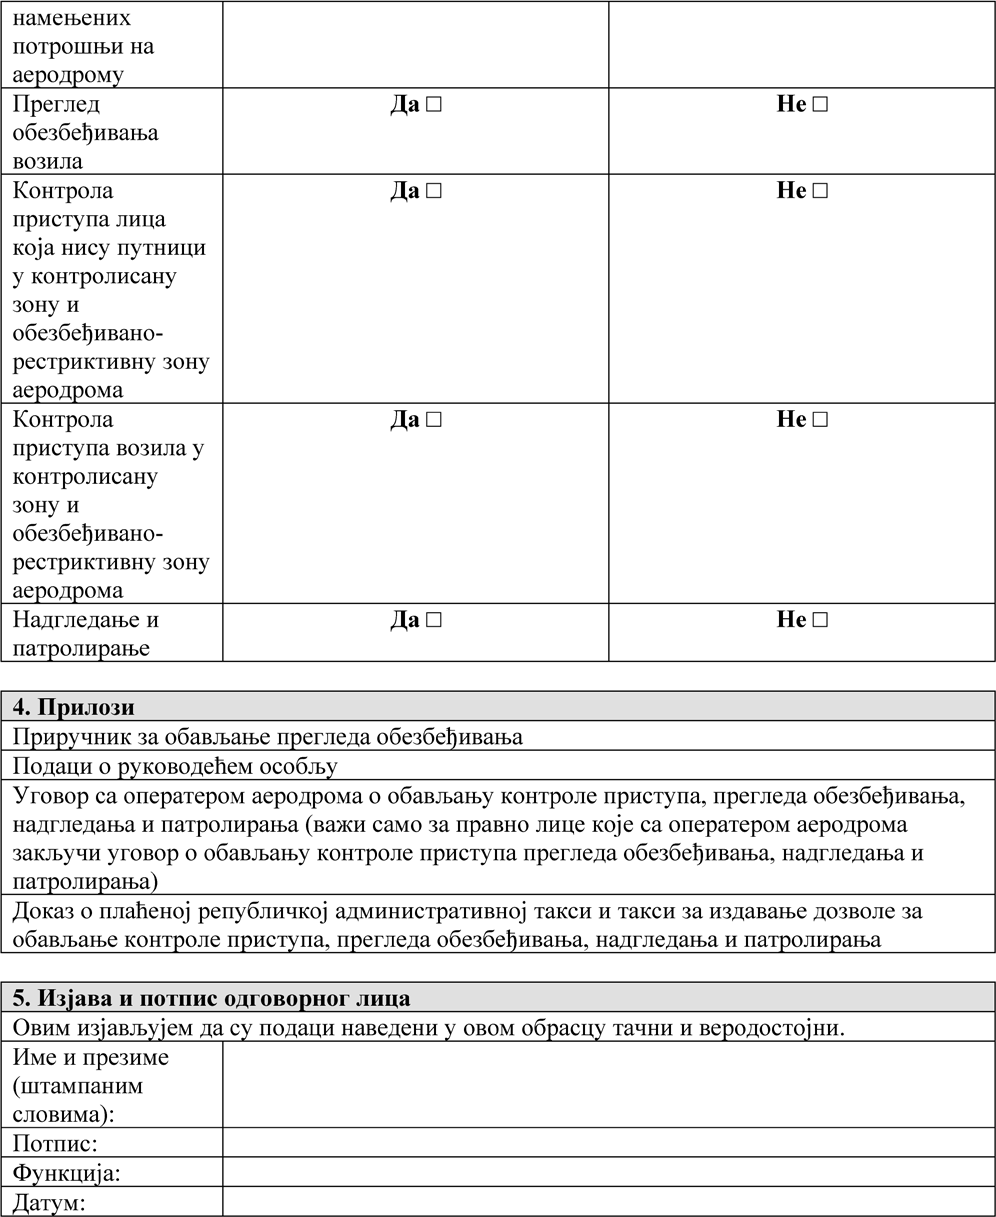 намењених
потрошњи на
аеродрому
Преглед
обезбеђивања
возила
Да □
Не □
Контрола
приступа лица
која нису путници
у контролисану
зону и
обезбеђивано-
рестриктивну зону
аеродрома
Да □
Не □
Контрола
приступа возила у
контролисану
зону и
обезбеђивано-
рестриктивну зону
аеродрома
Да □
Не □
Надгледање и
патролирање
Да □
Не □
4. Прилози
Приручник за обављање прегледа обезбеђивања
Подаци о руководећем особљу
Уговор са оператером аеродрома о обављању контроле приступа, прегледа обезбеђивања,
надгледања и патролирања (важи само за правно лице које са оператером аеродрома
закључи уговор о обављању контроле приступа прегледа обезбеђивања, надгледања и
патролирања)
Доказ о плаћеној републичкој административној такси и такси за издавање дозволе за
обављање контроле приступа, прегледа обезбеђивања, надгледања и патролирања
5. Изјава и потпис одговорног лица
Овим изјављујем да су подаци наведени у овом обрасцу тачни и веродостојни.
Име и презиме
(штампаним
словима):
Потпис:
Функција:
Датум: